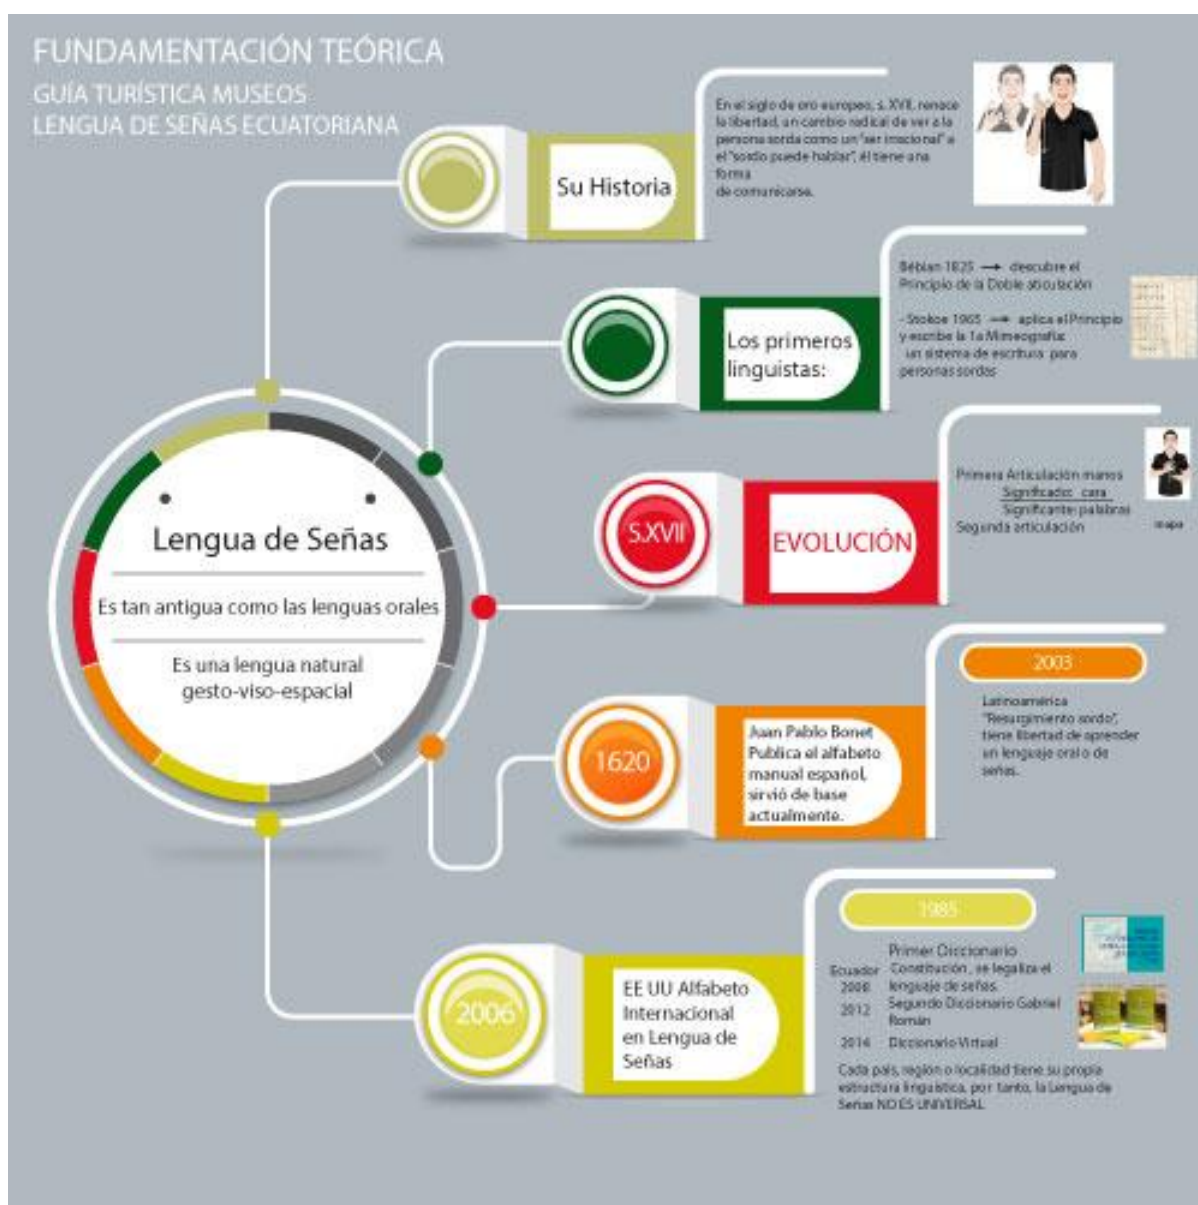 FUNDAMENTACIÓN TEÓRICA
GUÍA TURÍSTICA MUSEOS
LENGUA DE SEÑAS ECUATORIANA
Lengua de Señas
Es tan antigua como las lenguas orales
Es una lengua natural
gesto-viso-espacial
Su Historia
En el siglo de oro europeo, s. XVII, renace
la libertad, un cambio radical de ver a la
persona sorda como un "ser irracional" a
el "sordo puede hablar", él tiene una
forma
de comunicarse.
Los primeros
linguistas:
Bébian 1825 → descubre el
Principio de la Doble aticulación
- Stokoe 1965 → aplica el Principio
y escribe la 1a Mimeografía:
un sistema de escritura para
personas sordas
S.XVII
EVOLUCIÓN
Primera Articulación manos
Significado: cara
Significante: palabras
Segunda articulación
mapa
1620
Juan Pablo Bonet
Publica el alfabeto
manual español,
sirvió de base
actualmente.
2003
Latinoamérica
"Resurgimiento sordo",
tiene libertad de aprender
un lenguaje oral o de
señas.
2006
EE UU Alfabeto
Internacional
en Lengua de
Señas
1985
Primer Diccionario
Ecuador Constitución, se legaliza el
2008 lenguaje de señas.
2012 Segundo Diccionario Gabriel
Román
2014 Diccionario Virtual
Cada país, región o localidad tiene su propia
estructura linguística, por tanto, la Lengua de
Señas NO ES UNIVERSAL